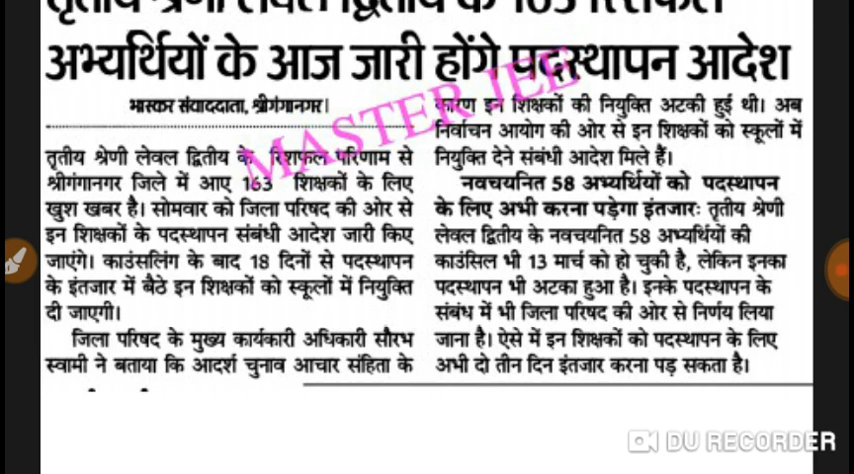 तृतीय श्रेणी लेवल द्वितीय के 163 रिशफल
अभ्यर्थियों के आज जारी होंगे पदस्थापन आदेश
भास्कर संवाददाता, श्रीगंगानगर।
तृतीय श्रेणी लेवल द्वितीय के रिशफल परिणाम से
श्रीगंगानगर जिले में आए 163 शिक्षकों के लिए
खुश खबर है। सोमवार को जिला परिषद की ओर से
इन शिक्षकों के पदस्थापन संबंधी आदेश जारी किए
जाएंगे। काउंसलिंग के बाद 18 दिनों से पदस्थापन
के इंतजार में बैठे इन शिक्षकों को स्कूलों में नियुक्ति
दी जाएगी।
जिला परिषद के मुख्य कार्यकारी अधिकारी सौरभ
स्वामी ने बताया कि आदर्श चुनाव आचार संहिता के
कारण इन शिक्षकों की नियुक्ति अटकी हुई थी। अब
निर्वाचन आयोग की ओर से इन शिक्षकों को स्कूलों में
नियुक्ति देने संबंधी आदेश मिले हैं।
नवचयनित 58 अभ्यर्थियों को पदस्थापन
के लिए अभी करना पड़ेगा इंतजार: तृतीय श्रेणी
लेवल द्वितीय के नवचयनित 58 अभ्यर्थियों की
काउंसिल भी 13 मार्च को हो चुकी है, लेकिन इनका
पदस्थापन भी अटका हुआ है। इनके पदस्थापन के
संबंध में भी जिला परिषद की ओर से निर्णय लिया
जाना है। ऐसे में इन शिक्षकों को पदस्थापन के लिए
अभी दो तीन दिन इंतजार करना पड़ सकता है।
MASTER JEE
DU RECORDER